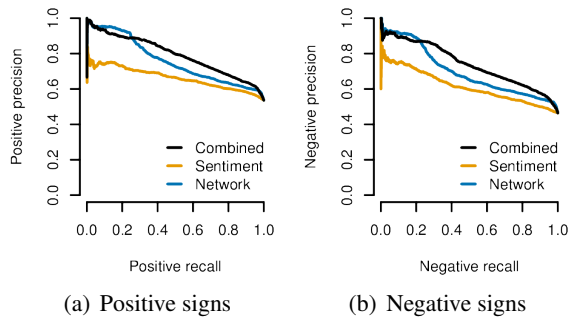 Positive precision
0.0 0.2 0.4 0.6 0.8 1.0
Combined
Sentiment
Network
0.0 0.2 0.4 0.6 0.8 1.0
Positive recall
(a) Positive signs
Negative precision
0.0 0.2 0.4 0.6 0.8 1.0
Combined
Sentiment
Network
0.0 0.2 0.4 0.6 0.8 1.0
Negative recall
(b) Negative signs